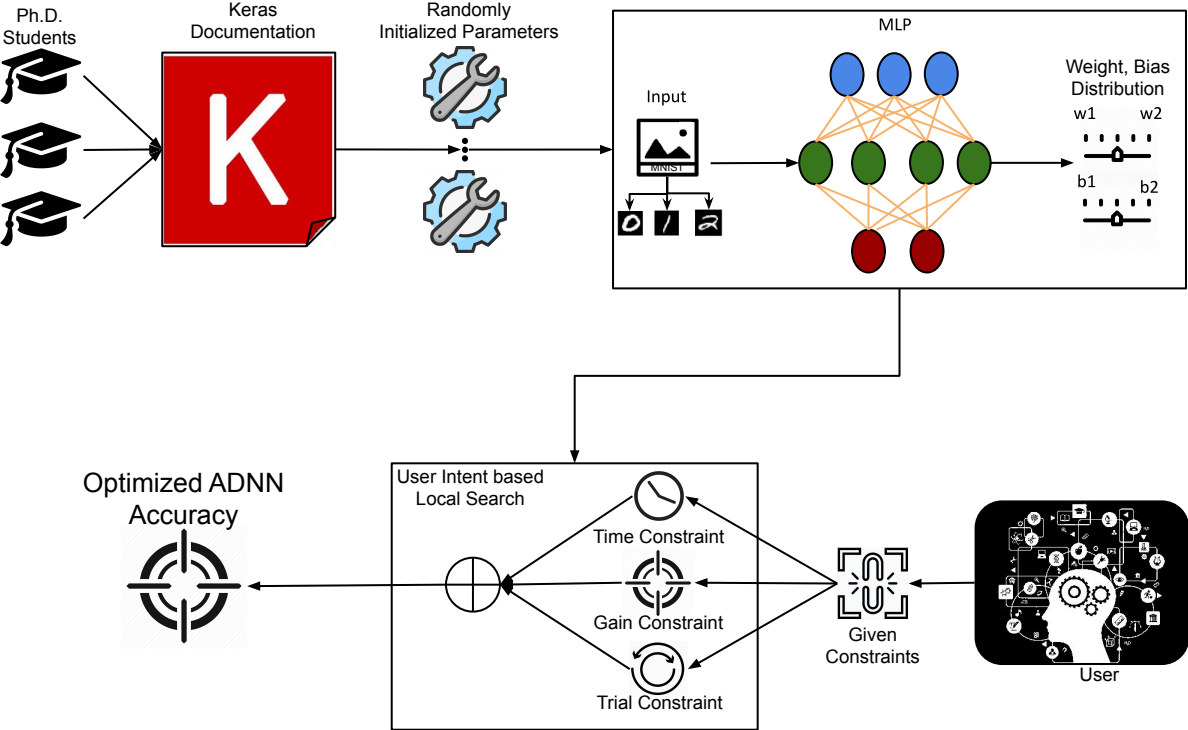 Ph.D.
Students
Keras
Documentation
K
Randomly
Initialized Parameters
MLP
Input
MNIST
0 1 2
Weight, Bias
Distribution
w1 w2
b1 b2
User Intent based
Local Search
Time Constraint
Gain Constraint
Trial Constraint
Optimized ADNN
Accuracy
Given
Constraints
User